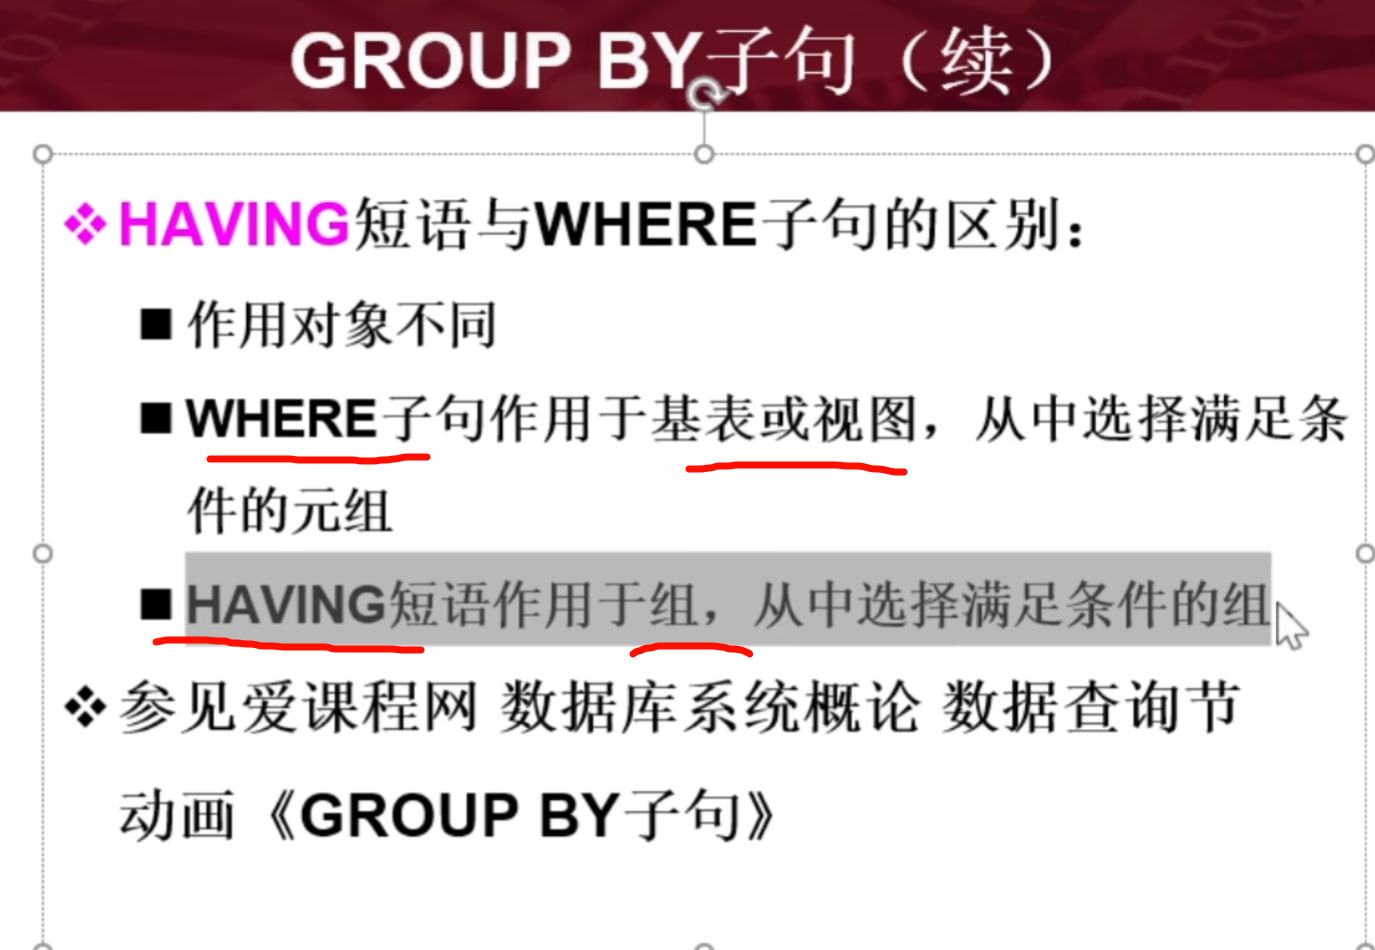 GROUP BY子句（续）
HAVING短语与WHERE子句的区别：
作用对象不同
WHERE子句作用于基表或视图，从中选择满足条
件的元组
HAVING短语作用于组，从中选择满足条件的组
参见爱课程网 数据库系统概论 数据查询节
动画《GROUP BY子句》